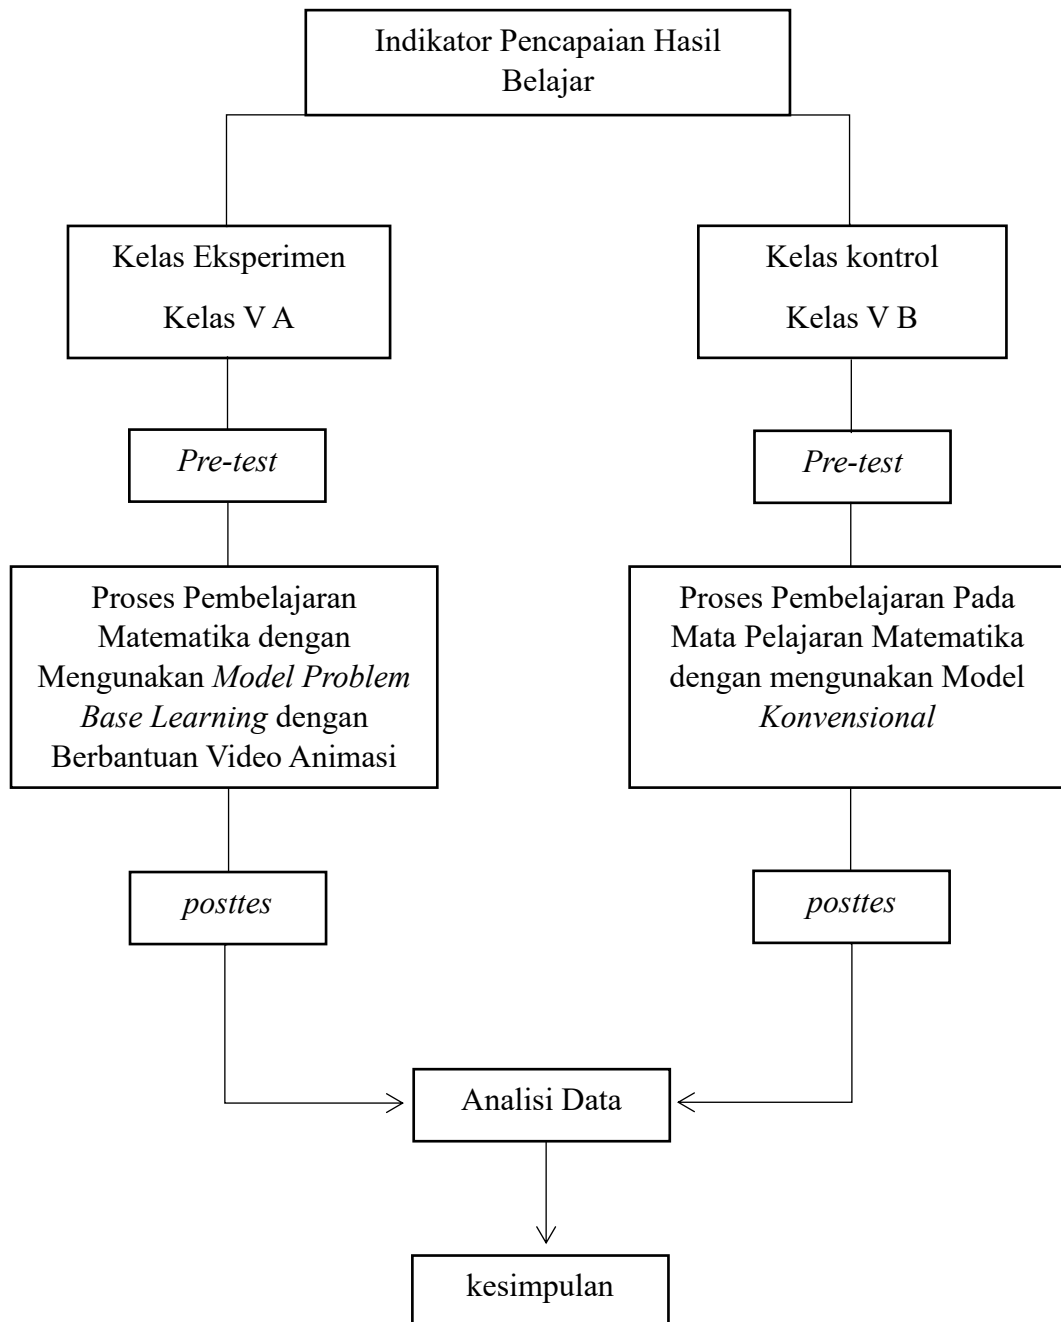 Indikator Pencapaian Hasil
Belajar
Kelas Eksperimen
Kelas V A
Kelas kontrol
Kelas V B
Pre-test
Pre-test
Proses Pembelajaran
Matematika dengan
Mengunakan Model Problem
Base Learning dengan
Berbantuan Video Animasi
Proses Pembelajaran Pada
Mata Pelajaran Matematika
dengan mengunakan Model
Konvensional
posttes
posttes
Analisi Data
kesimpulan